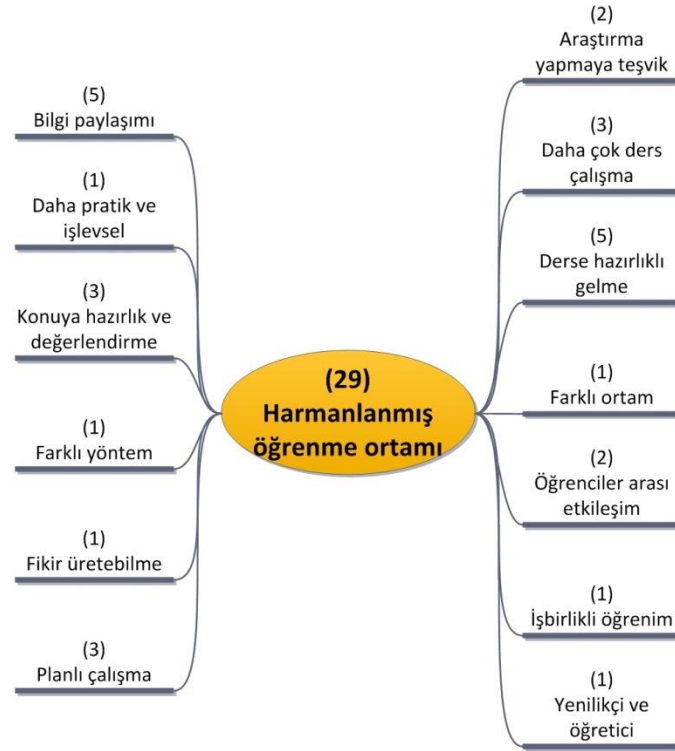 (5)
Bilgi paylaşımı
(1)
Daha pratik ve
işlevsel
(3)
Konuya hazırlık ve
değerlendirme
(1)
Farklı yöntem
(1)
Fikir üretebilme
(3)
Planlı çalışma
(29)
Harmanlanmış
öğrenme ortamı
(2)
Araştırma
yapmaya teşvik
(3)
Daha çok ders
çalışma
(5)
Derse hazırlıklı
gelme
(1)
Farklı ortam
(2)
Öğrenciler arası
etkileşim
(1)
İşbirlikli öğrenim
(1)
Yenilikçi ve
öğretici